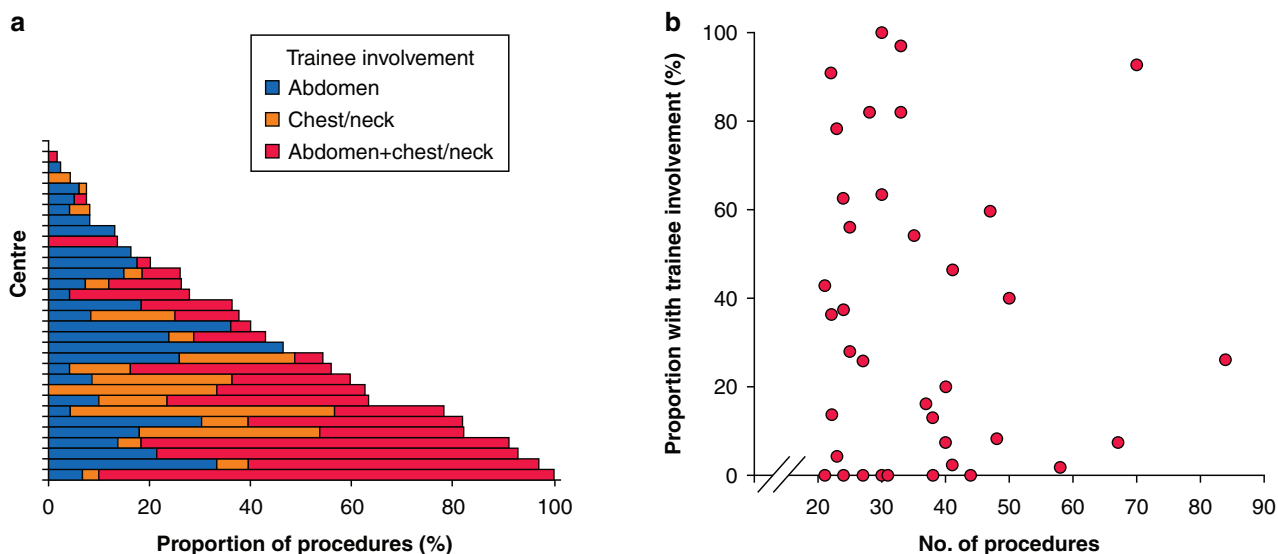 a
Trainee involvement
Abdomen
Chest/neck
Abdomen+chest/neck
Centre
0 20 40 60 80 100
Proportion of procedures (%)
b
100
80
60
40
20
0
Proportion with trainee involvement (%)
20 30 40 50 60 70 80 90
No. of procedures